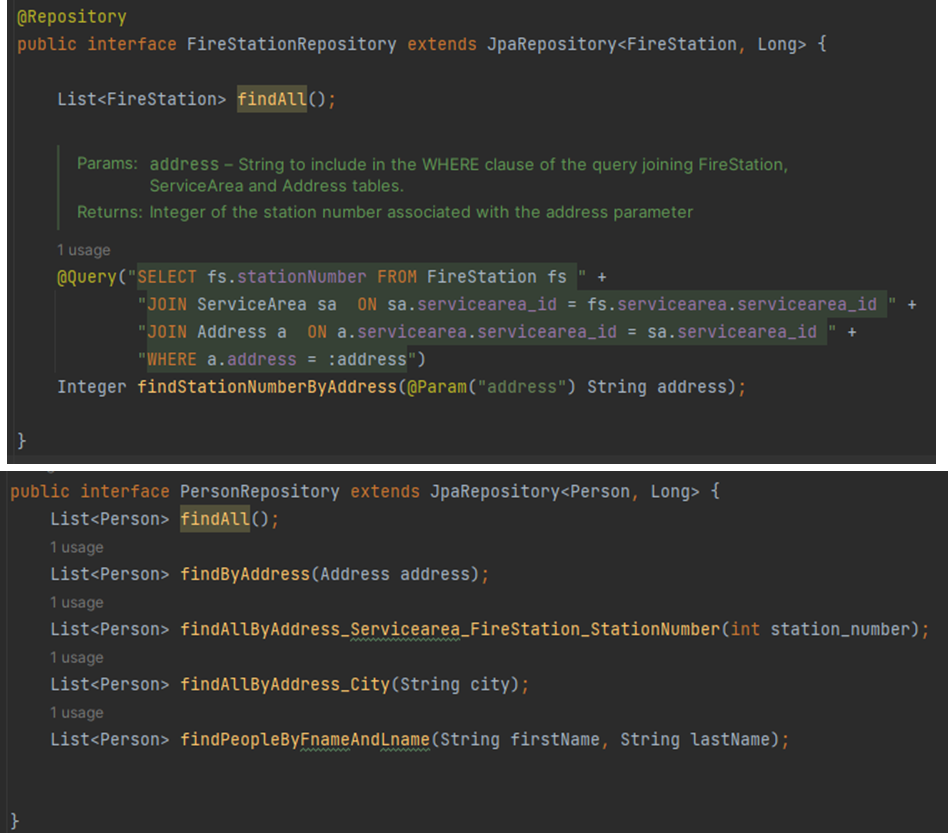 @Repository
public interface FireStationRepository extends JpaRepository<FireStation, Long> {
List<FireStation> findAll();
Params: address – String to include in the WHERE clause of the query joining FireStation,
ServiceArea and Address tables.
Returns: Integer of the station number associated with the address parameter
1 usage
@Query("SELECT fs.stationNumber FROM FireStation fs " +
"JOIN ServiceArea sa  ON sa.servicearea_id = fs.servicearea.servicearea_id " +
"JOIN Address a  ON a.servicearea.servicearea_id = sa.servicearea_id " +
"WHERE a.address = :address")
Integer findStationNumberByAddress(@Param("address") String address);
}
public interface PersonRepository extends JpaRepository<Person, Long> {
List<Person> findAll();
1 usage
List<Person> findByAddress(Address address);
1 usage
List<Person> findAllByAddress_Servicearea_FireStation_StationNumber(int station_number);
1 usage
List<Person> findAllByAddress_City(String city);
1 usage
List<Person> findPeopleByFnameAndLname(String firstName, String lastName);
}